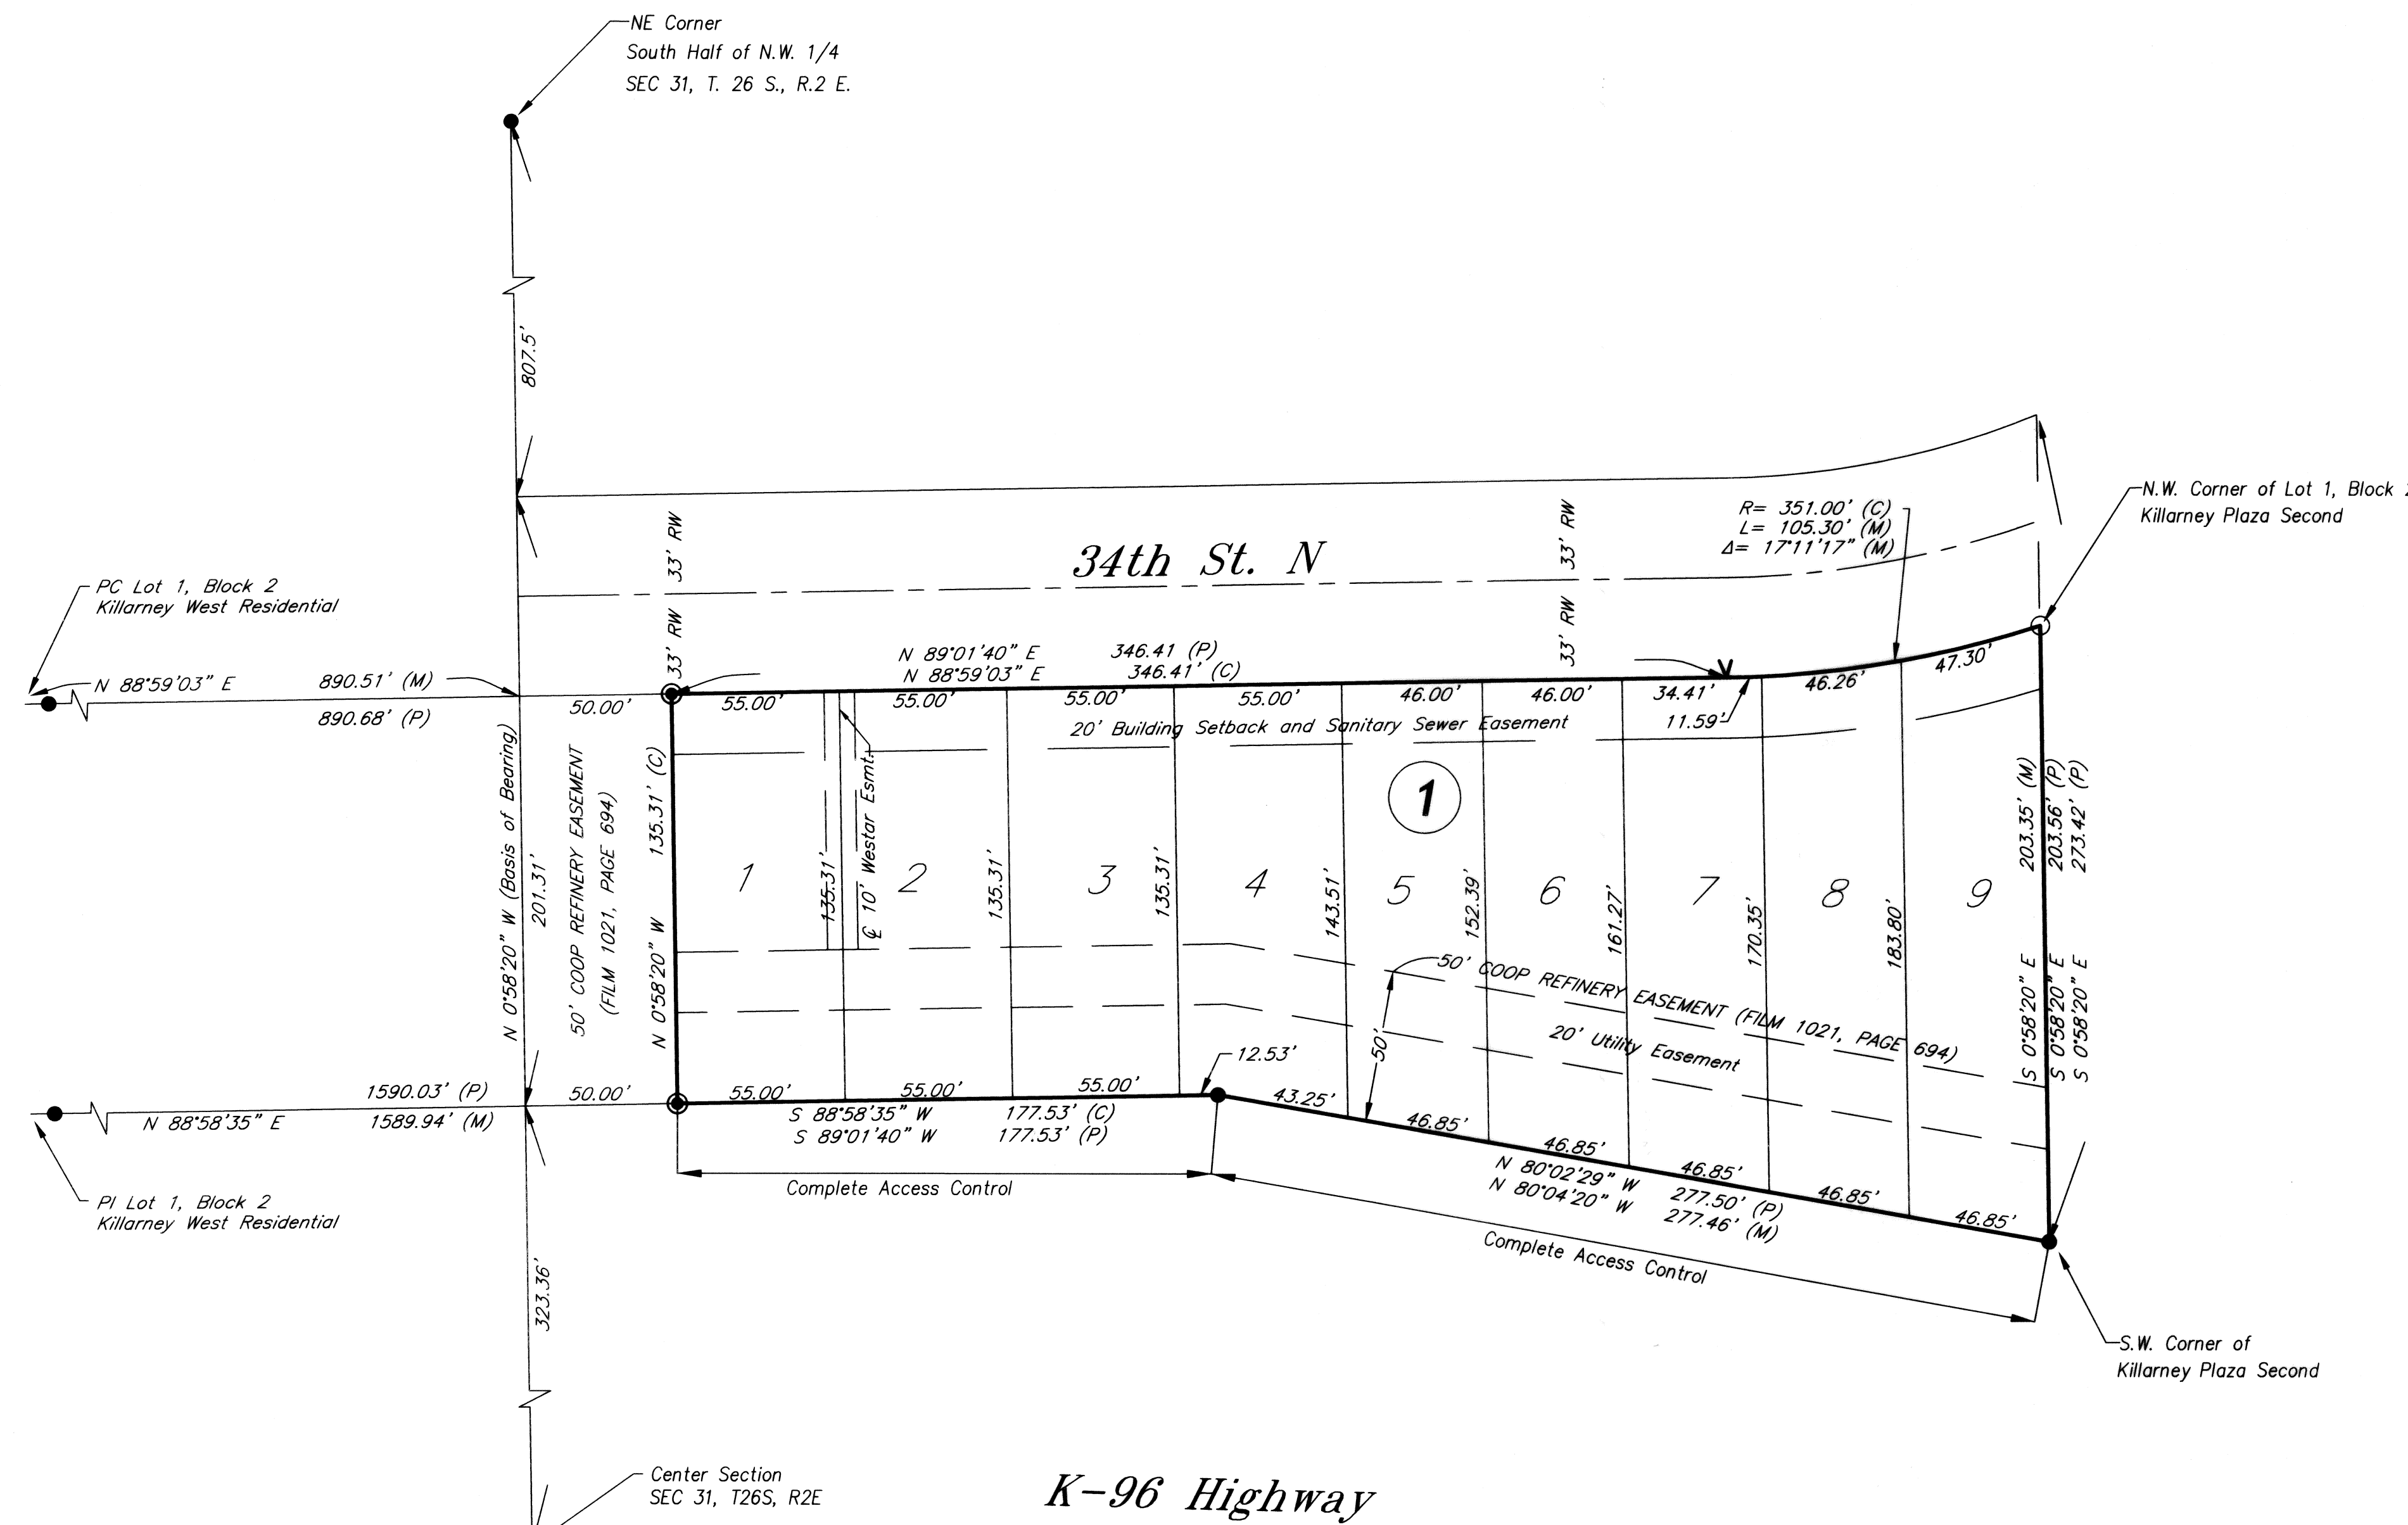 NE Corner
South Half of N.W. 1/4
SEC 31, T. 26 S., R.2 E.
807.5'
N.W. Corner of Lot 1, Block
Killarney Plaza Second
R= 351.00' (C)
L= 105.30' (M)
Δ= 17°11'17" (M)
33' RW
33' RW
34th St. N
33' RW
33' RW
PC Lot 1, Block 2
Killarney West Residential
N 89°01'40" E 346.41 (P)
N 88°59'03" E 346.41' (C)
N 88°59'03" E 890.51' (M)
890.68' (P)
50.00'
55.00'
55.00'
55.00'
55.00'
46.00'
46.00'
34.41'
11.59'
46.26'
47.30'
20' Building Setback and Sanitary Sewer Easement
N 0°58'20" W (Basis of Bearing)
201.31'
50' COOP REFINERY EASEMENT
(FILM 1021, PAGE 694)
N 0°58'20" W 135.31' (C)
1
135.31'
℄ 10' Westar Esmt.
2
135.31'
3
135.31'
4
143.51'
1
5
152.39'
6
161.27'
7
170.35'
8
183.80'
9
S 0°58'20" E 203.35' (M)
S 0°58'20" E 203.56' (P)
S 0°58'20" E 273.42' (P)
50' COOP REFINERY EASEMENT (FILM 1021, PAGE 694)
20' Utility Easement
50'
12.53'
1590.03' (P)
N 88°58'35" E 1589.94' (M)
50.00'
55.00'
55.00'
55.00'
43.25'
46.85'
46.85'
46.85'
46.85'
46.85'
S 88°58'35" W 177.53' (C)
S 89°01'40" W 177.53' (P)
N 80°02'29" W 277.50' (P)
N 80°04'20" W 277.46' (M)
Complete Access Control
Complete Access Control
PI Lot 1, Block 2
Killarney West Residential
323.36'
S.W. Corner of
Killarney Plaza Second
Center Section
SEC 31, T26S, R2E
K-96 Highway